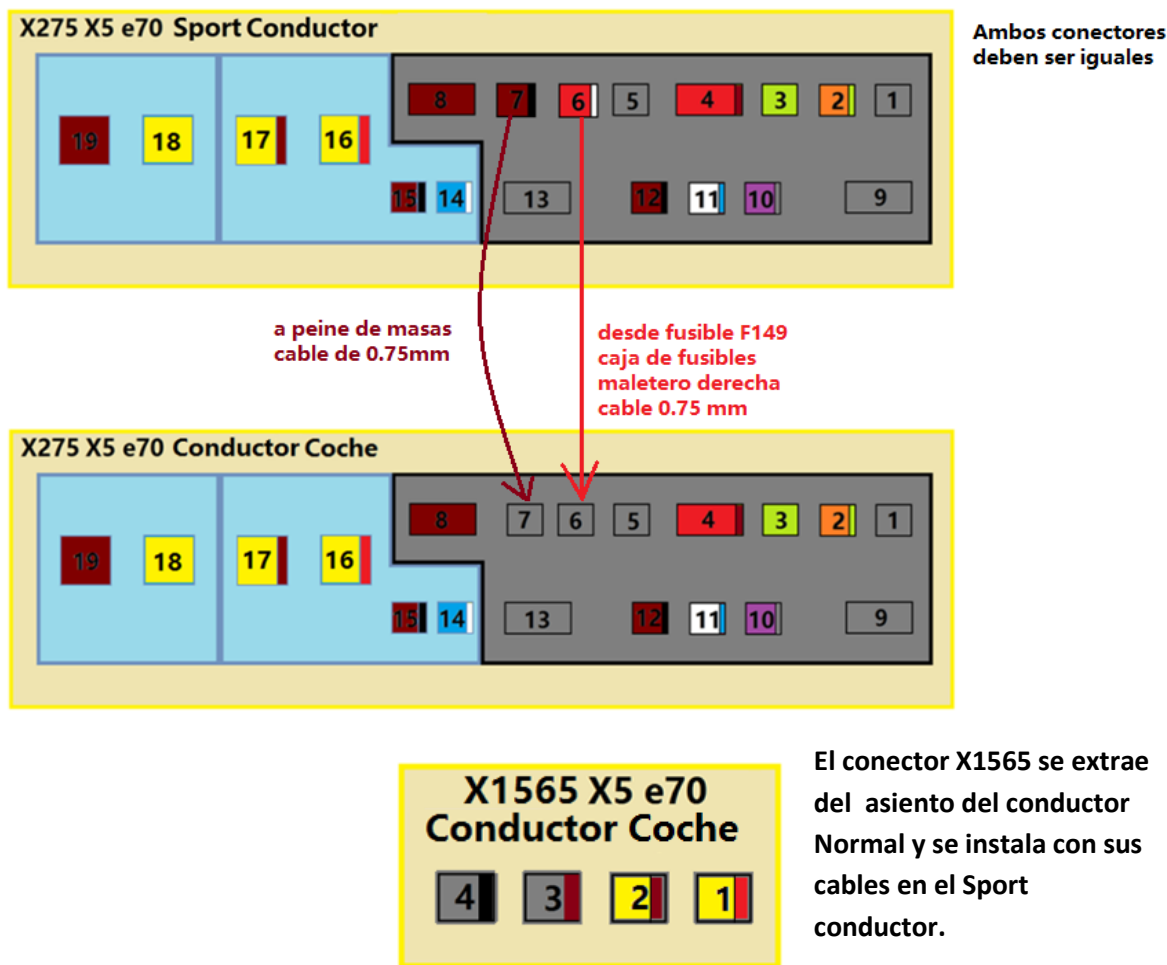 X275 X5 e70 Sport Conductor
Ambos conectores
deben ser iguales
8 7 6 5 4 3 2 1
19 18 17 16
15 14 13 12 11 10 9
a peine de masas
cable de 0.75mm
desde fusible F149
caja de fusibles
maletero derecha
cable 0.75 mm
X275 X5 e70 Conductor Coche
8 7 6 5 4 3 2 1
19 18 17 16
15 14 13 12 11 10 9
X1565 X5 e70
Conductor Coche
4 3 2 1
El conector X1565 se extrae
del asiento del conductor
Normal y se instala con sus
cables en el Sport
conductor.